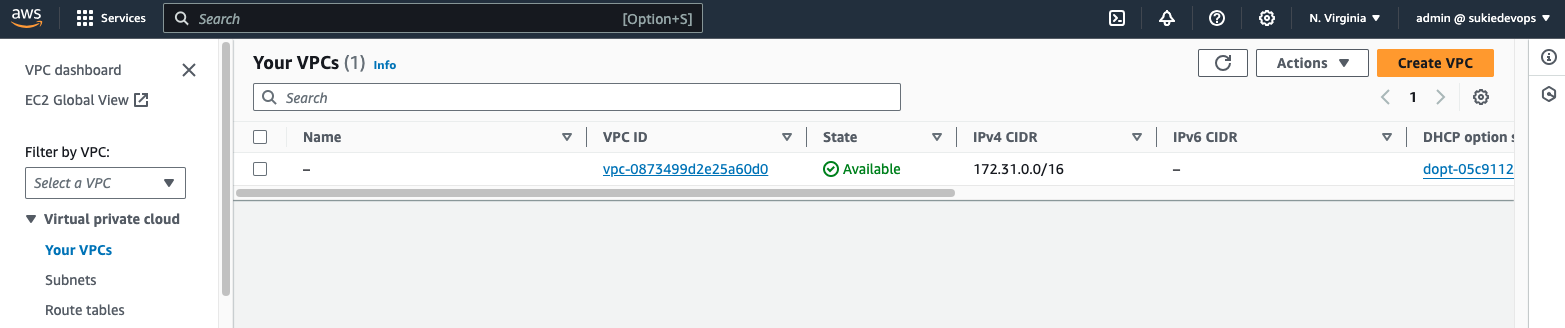 aws Services Search [Option+S] N. Virginia admin @ sukiedevops
VPC dashboard
EC2 Global View
Filter by VPC:
Select a VPC
Virtual private cloud
Your VPCs
Subnets
Route tables
Your VPCs (1) Info Actions Create VPC
Search 1
Name VPC ID State IPv4 CIDR IPv6 CIDR DHCP option s
– vpc-0873499d2e25a60d0 Available 172.31.0.0/16 – dopt-05c9112